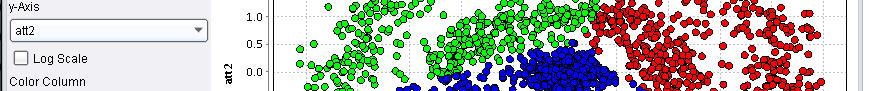 y-Axis
att2
Log Scale
Color Column
att2
1.0
0.5
0.0